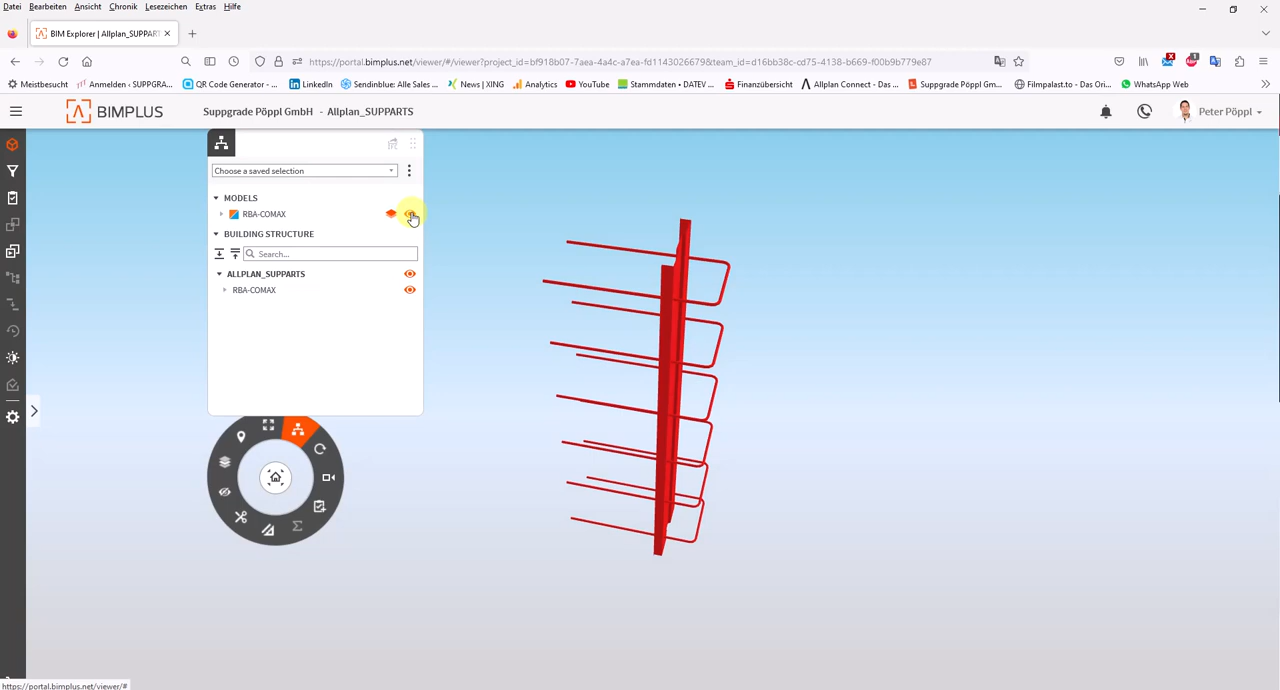 Datei Bearbeiten Ansicht Chronik Lesezeichen Extras Hilfe
BIM Explorer | Allplan_SUPPART
https://portal.bimplus.net/viewer/#/viewer?project_id=bf918b07-7aea-4a4c-a7ea-fd1143026679&team_id=d16bb38c-cd75-4138-b669-f00b9b779e87
Meistbesucht Anmelden ‹ SUPPGRA... QR Code Generator - ... LinkedIn Sendinblue: Alle Sales ... News | XING Analytics YouTube Stammdaten - DATEV ... Finanzübersicht Allplan Connect - Das ... Suppgrade Pöppl Gm... Filmpalast.to - Das Ori... WhatsApp Web
BIMPLUS Suppgrade Pöppl GmbH - Allplan_SUPPARTS Peter Pöppl
Choose a saved selection
MODELS
RBA-COMAX
BUILDING STRUCTURE
Search...
ALLPLAN_SUPPARTS
RBA-COMAX
https://portal.bimplus.net/viewer/#